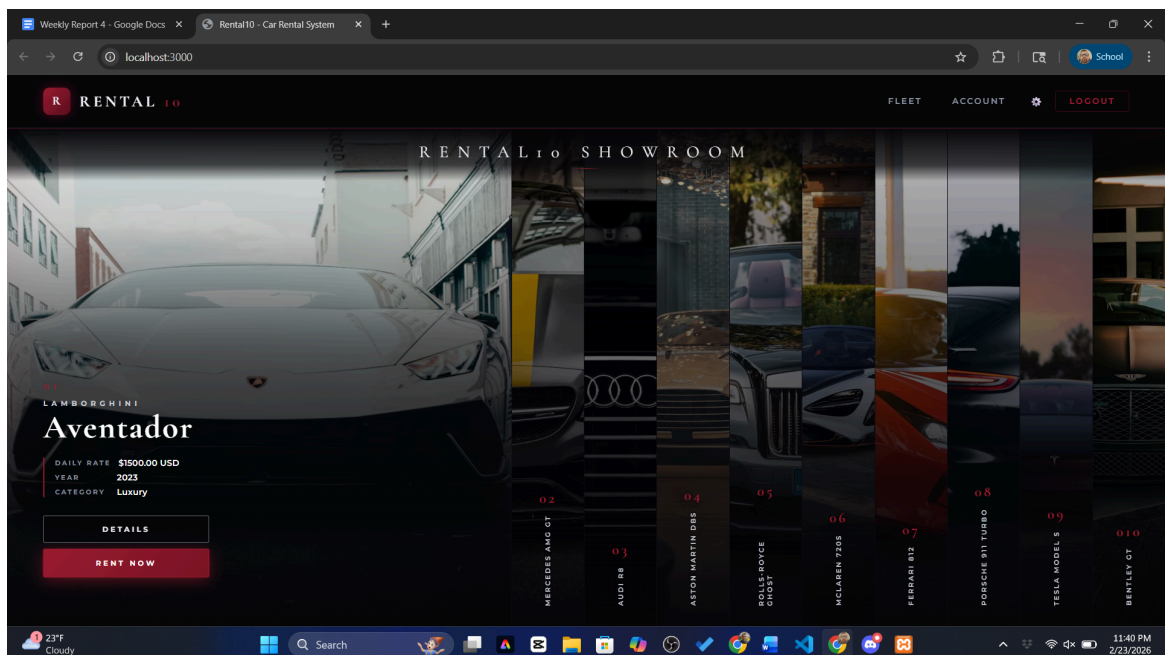 Weekly Report 4 - Google Docs
Rental10 - Car Rental System
localhost:3000
School
R
RENTAL 10
FLEET
ACCOUNT
LOGOUT
RENTAL10 SHOWROOM
01
LAMBORGHINI
Aventador
DAILY RATE $1500.00 USD
YEAR 2023
CATEGORY Luxury
DETAILS
RENT NOW
02
MERCEDES AMG GT
03
AUDI R8
04
ASTON MARTIN DBS
05
ROLLS-ROYCE
GHOST
06
MCLAREN 720S
07
FERRARI 812
08
PORSCHE 911 TURBO
09
TESLA MODEL S
010
BENTLEY GT
1
23°F
Cloudy
Search
11:40 PM
2/23/2026